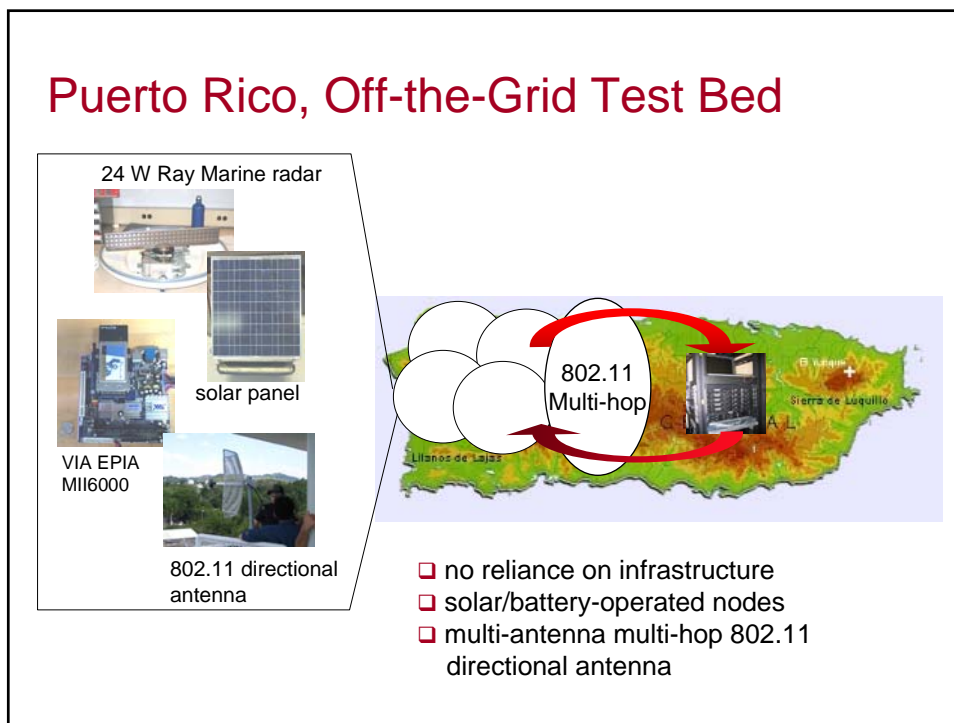 Puerto Rico, Off-the-Grid Test Bed
24 W Ray Marine radar
solar panel
VIA EPIA
MII6000
802.11 directional
antenna
802.11
Multi-hop
El Yunque
Sierra de Luquillo
Llanos de Lajas
no reliance on infrastructure
solar/battery-operated nodes
multi-antenna multi-hop 802.11
directional antenna